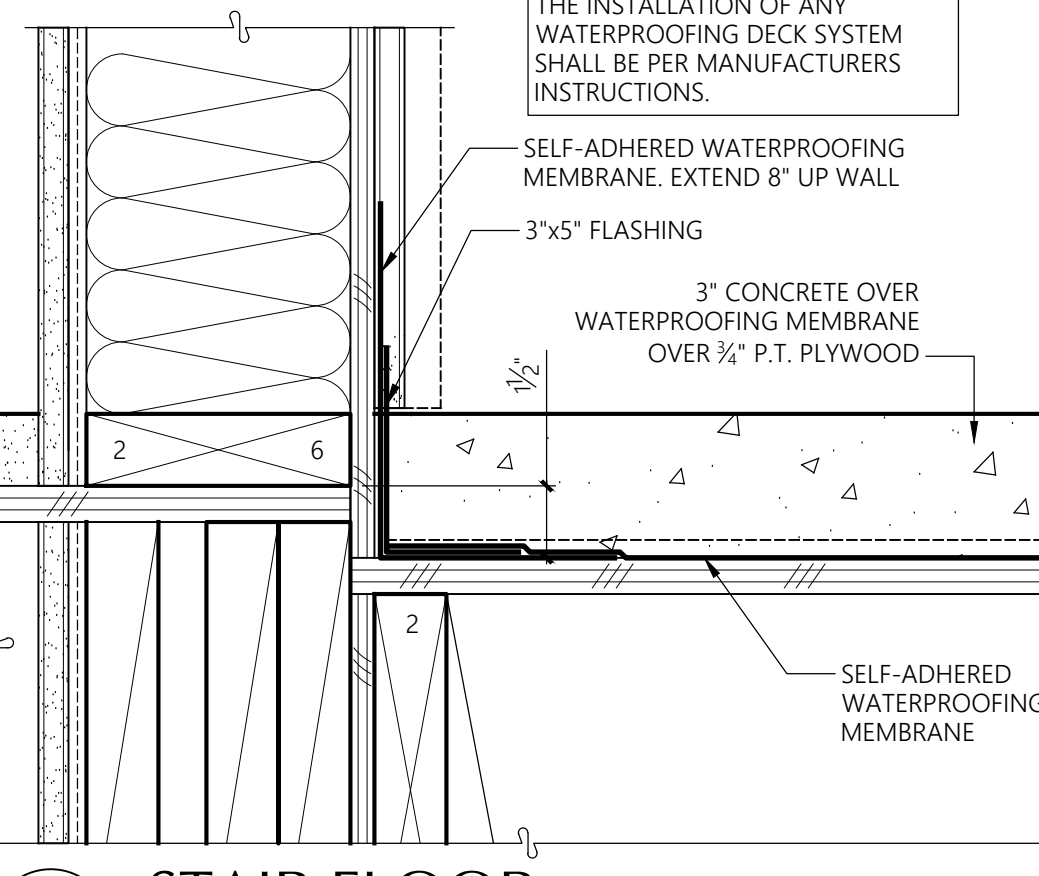 THE INSTALLATION OF ANY
WATERPROOFING DECK SYSTEM
SHALL BE PER MANUFACTURERS
INSTRUCTIONS.
SELF-ADHERED WATERPROOFING
MEMBRANE. EXTEND 8" UP WALL
3"x5" FLASHING
3" CONCRETE OVER
WATERPROOFING MEMBRANE
OVER ¾" P.T. PLYWOOD
1½"
2 6
2
SELF-ADHERED
WATERPROOFING
MEMBRANE
STAIR FLOOR